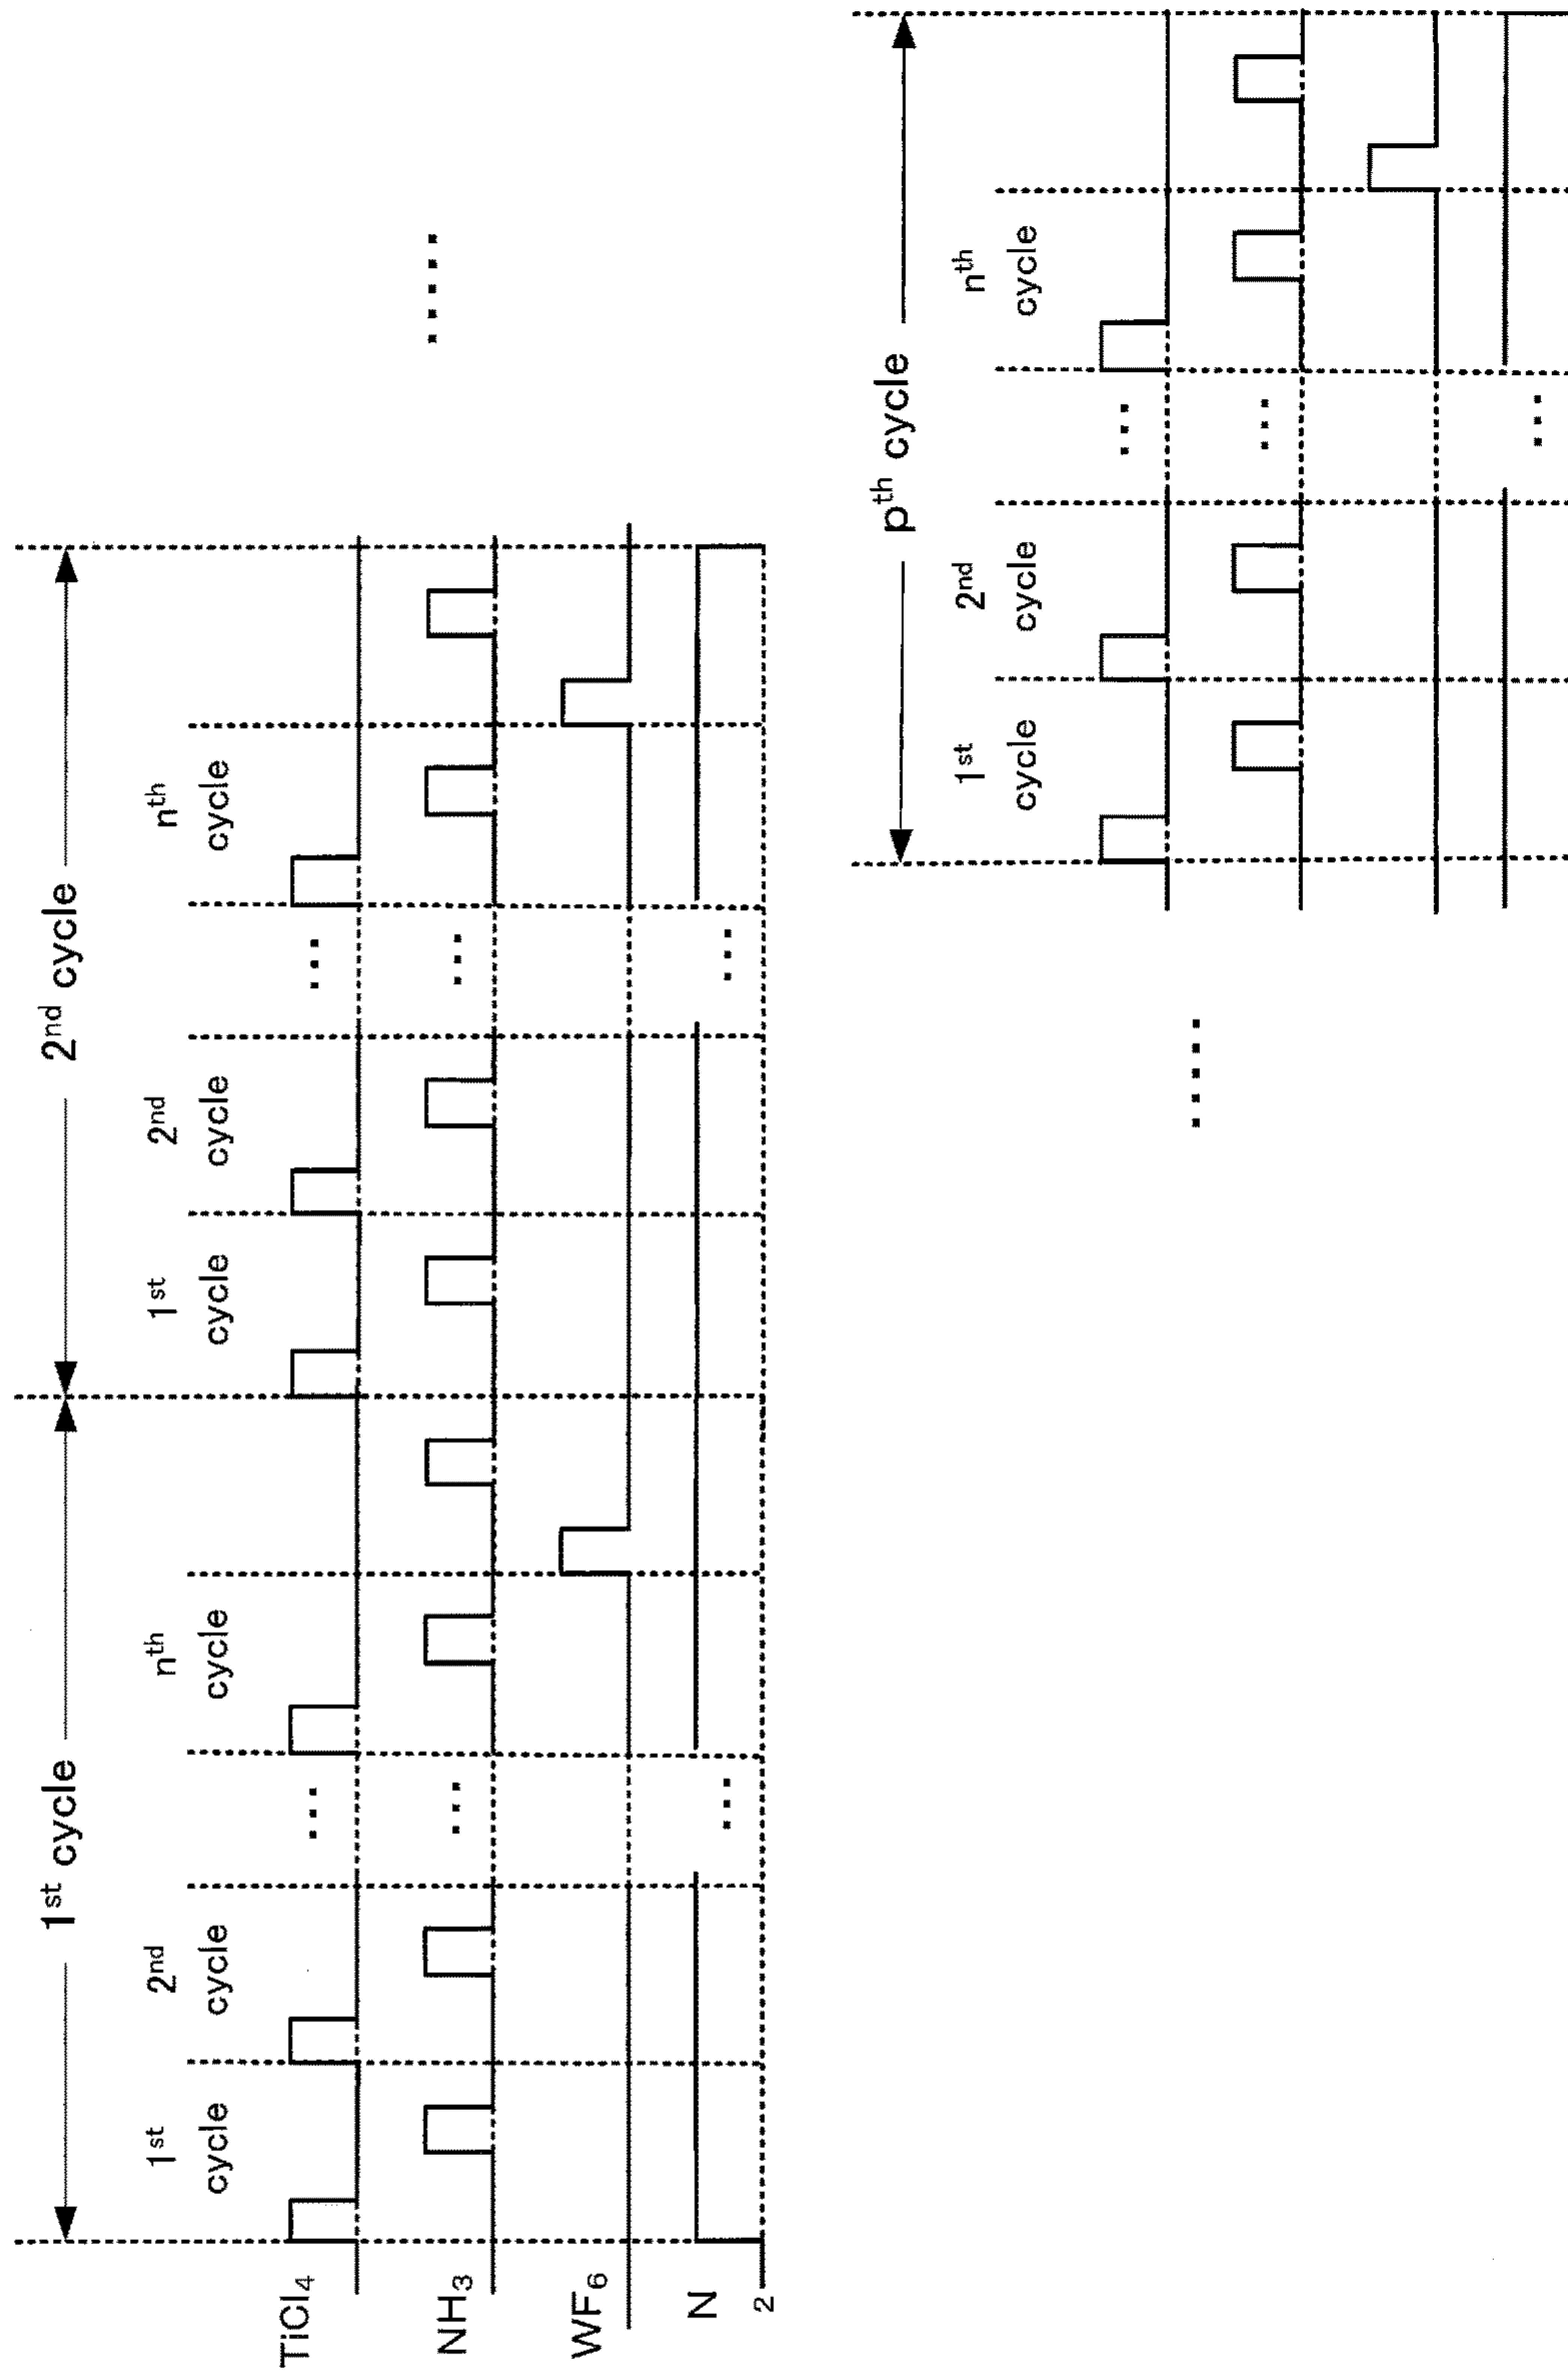 1st cycle
2nd cycle
1st
cycle
2nd
cycle
...
nth
cycle
1st
cycle
2nd
cycle
...
nth
cycle
.....
TiCl4
NH3
...
...
WF6
N2
...
...
.....
pth cycle
1st
cycle
2nd
cycle
...
nth
cycle
...
...